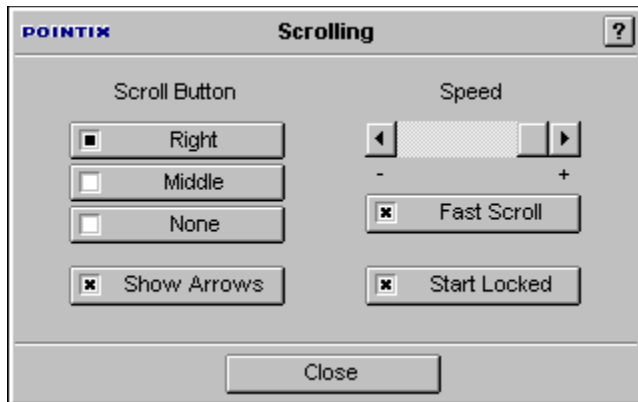 POINTIX Scrolling ?
Scroll Button
Right
Middle
None
Show Arrows
Speed
- +
Fast Scroll
Start Locked
Close